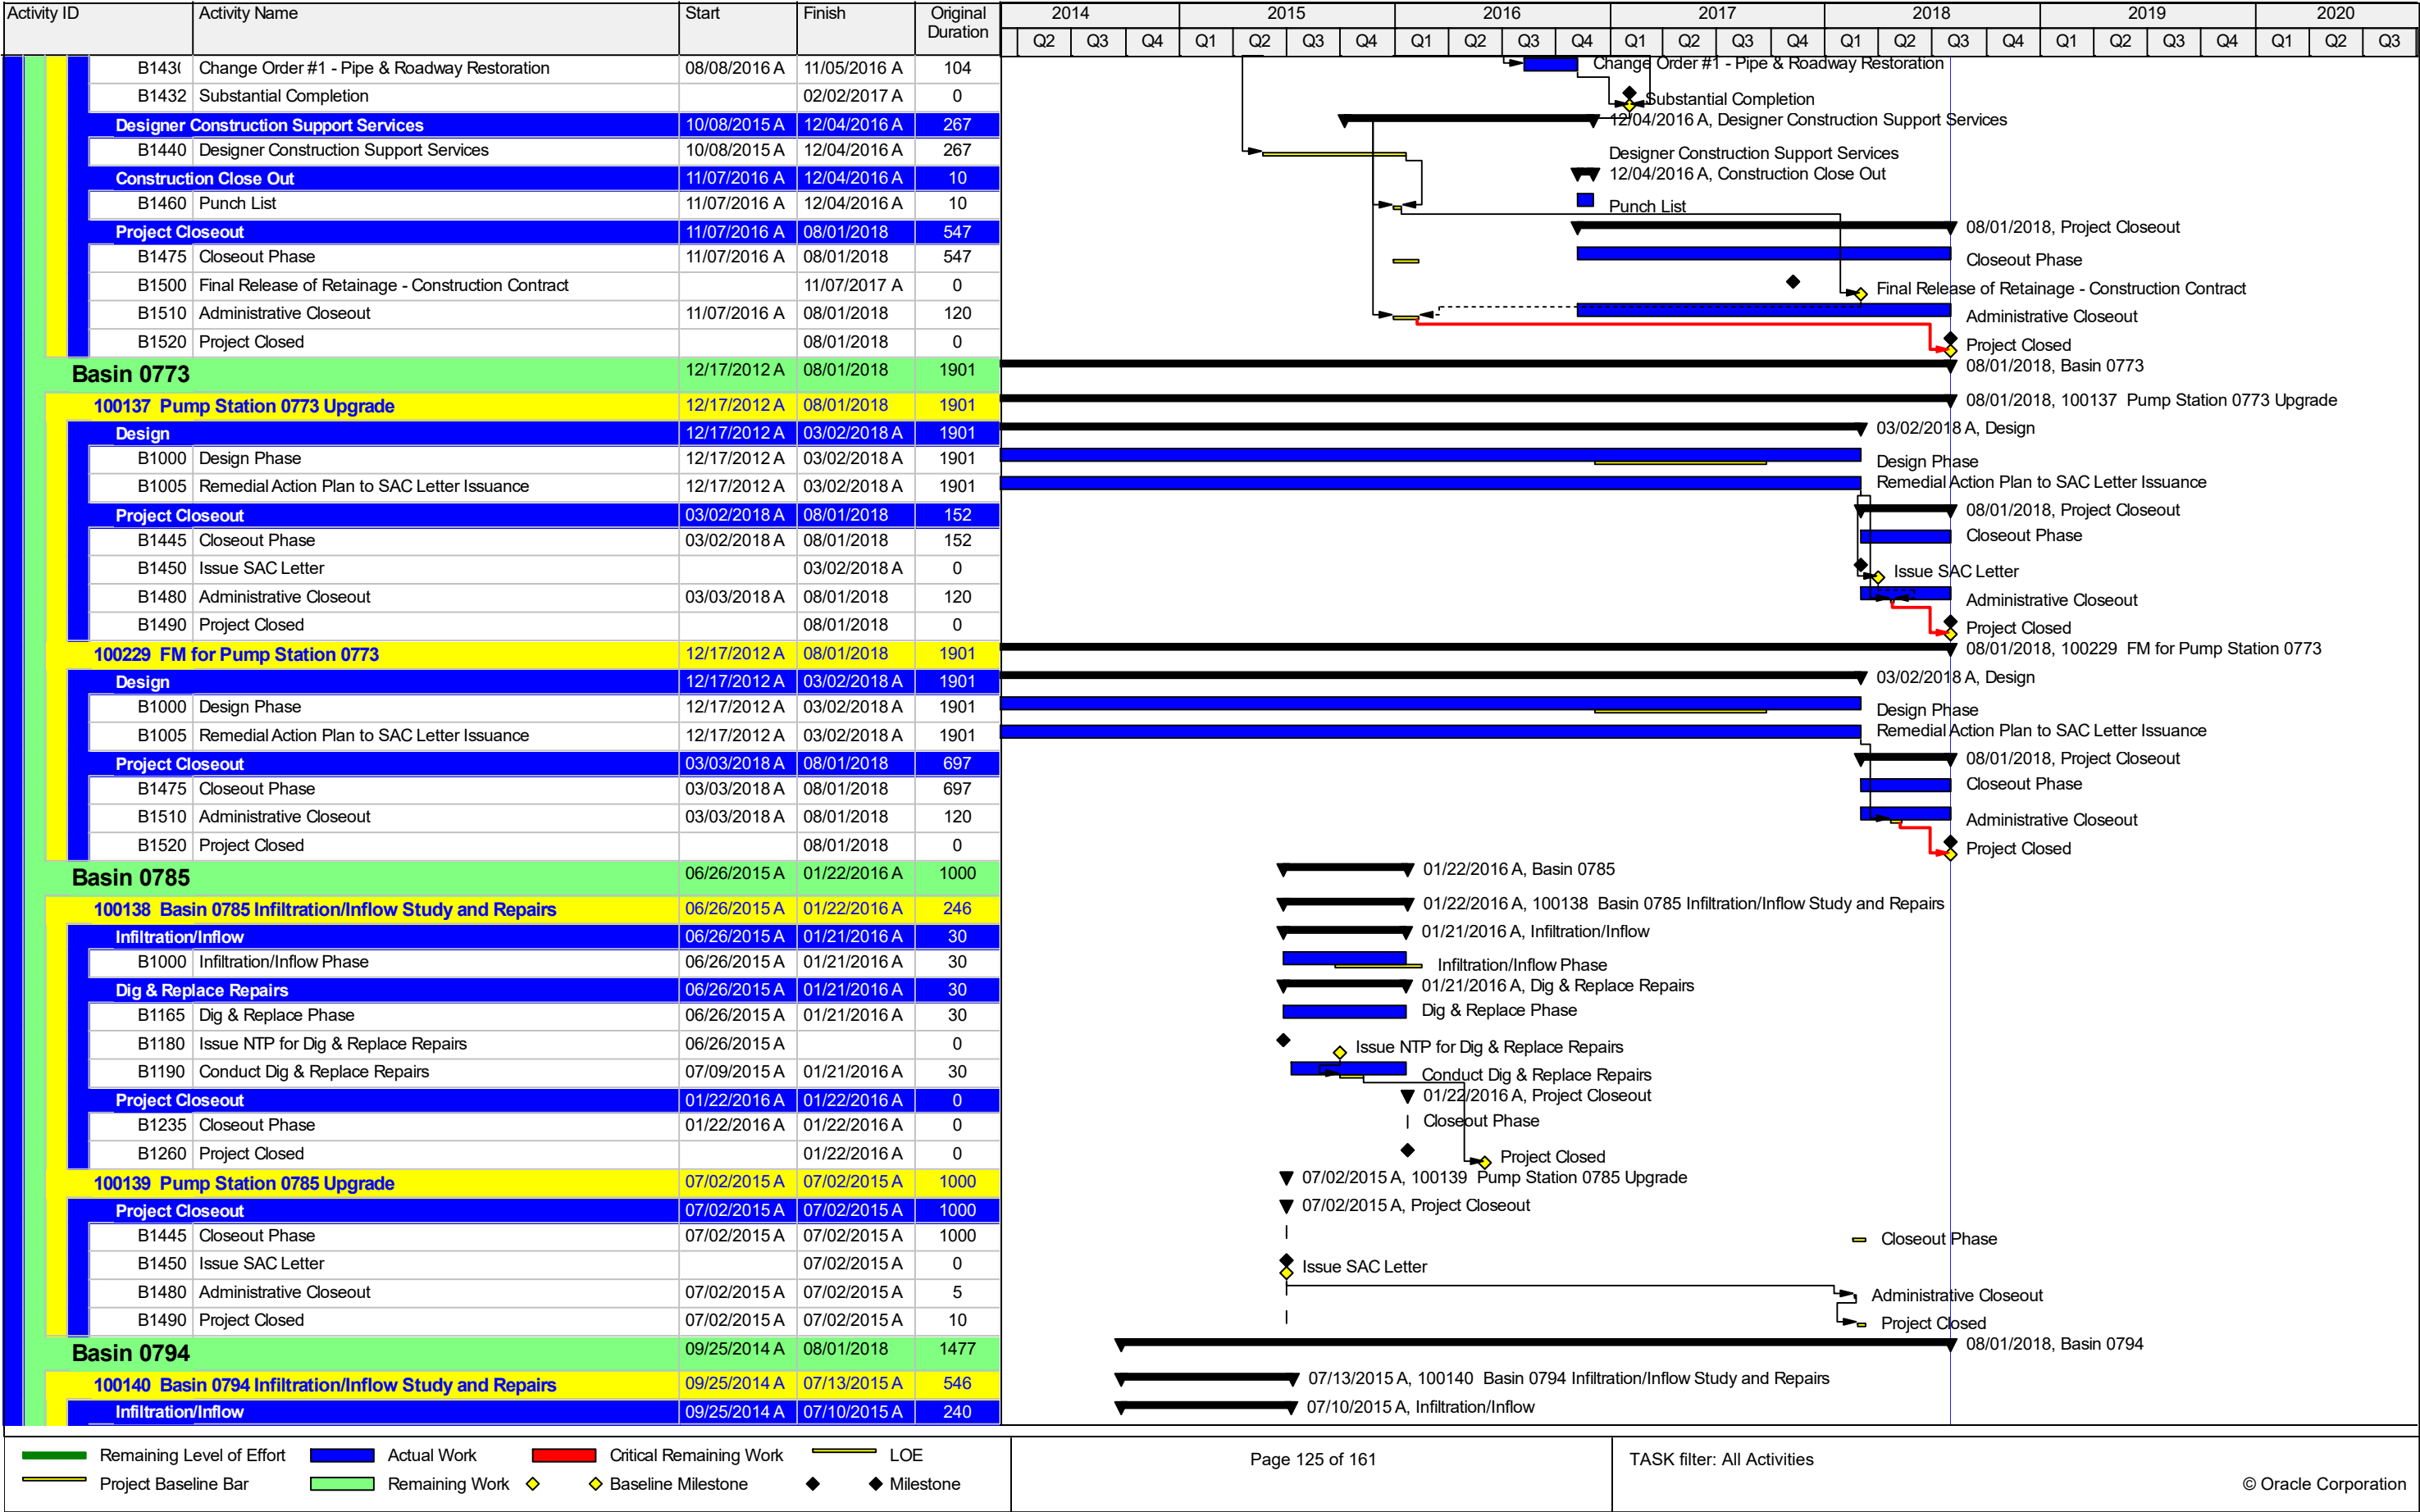 Activity ID Activity Name Start Finish Original Duration 2014 2015 2016 2017 2018 2019 2020
Q2 Q3 Q4 Q1 Q2 Q3 Q4 Q1 Q2 Q3 Q4 Q1 Q2 Q3 Q4 Q1 Q2 Q3 Q4 Q1 Q2 Q3 Q4 Q1 Q2 Q3
B143( Change Order #1 - Pipe & Roadway Restoration 08/08/2016 A 11/05/2016 A 104 Change Order #1 - Pipe & Roadway Restoration
B1432 Substantial Completion 02/02/2017 A 0 Substantial Completion
Designer Construction Support Services 10/08/2015 A 12/04/2016 A 267 12/04/2016 A, Designer Construction Support Services
B1440 Designer Construction Support Services 10/08/2015 A 12/04/2016 A 267 Designer Construction Support Services
Construction Close Out 11/07/2016 A 12/04/2016 A 10 12/04/2016 A, Construction Close Out
B1460 Punch List 11/07/2016 A 12/04/2016 A 10 Punch List
Project Closeout 11/07/2016 A 08/01/2018 547 08/01/2018, Project Closeout
B1475 Closeout Phase 11/07/2016 A 08/01/2018 547 Closeout Phase
B1500 Final Release of Retainage - Construction Contract 11/07/2017 A 0 Final Release of Retainage - Construction Contract
B1510 Administrative Closeout 11/07/2016 A 08/01/2018 120 Administrative Closeout
B1520 Project Closed 08/01/2018 0 Project Closed
Basin 0773 12/17/2012 A 08/01/2018 1901 08/01/2018, Basin 0773
100137 Pump Station 0773 Upgrade 12/17/2012 A 08/01/2018 1901 08/01/2018, 100137 Pump Station 0773 Upgrade
Design 12/17/2012 A 03/02/2018 A 1901 03/02/2018 A, Design
B1000 Design Phase 12/17/2012 A 03/02/2018 A 1901 Design Phase
B1005 Remedial Action Plan to SAC Letter Issuance 12/17/2012 A 03/02/2018 A 1901 Remedial Action Plan to SAC Letter Issuance
Project Closeout 03/02/2018 A 08/01/2018 152 08/01/2018, Project Closeout
B1445 Closeout Phase 03/02/2018 A 08/01/2018 152 Closeout Phase
B1450 Issue SAC Letter 03/02/2018 A 0 Issue SAC Letter
B1480 Administrative Closeout 03/03/2018 A 08/01/2018 120 Administrative Closeout
B1490 Project Closed 08/01/2018 0 Project Closed
100229 FM for Pump Station 0773 12/17/2012 A 08/01/2018 1901 08/01/2018, 100229 FM for Pump Station 0773
Design 12/17/2012 A 03/02/2018 A 1901 03/02/2018 A, Design
B1000 Design Phase 12/17/2012 A 03/02/2018 A 1901 Design Phase
B1005 Remedial Action Plan to SAC Letter Issuance 12/17/2012 A 03/02/2018 A 1901 Remedial Action Plan to SAC Letter Issuance
Project Closeout 03/03/2018 A 08/01/2018 697 08/01/2018, Project Closeout
B1475 Closeout Phase 03/03/2018 A 08/01/2018 697 Closeout Phase
B1510 Administrative Closeout 03/03/2018 A 08/01/2018 120 Administrative Closeout
B1520 Project Closed 08/01/2018 0 Project Closed
Basin 0785 06/26/2015 A 01/22/2016 A 1000 01/22/2016 A, Basin 0785
100138 Basin 0785 Infiltration/Inflow Study and Repairs 06/26/2015 A 01/22/2016 A 246 01/22/2016 A, 100138 Basin 0785 Infiltration/Inflow Study and Repairs
Infiltration/Inflow 06/26/2015 A 01/21/2016 A 30 01/21/2016 A, Infiltration/Inflow
B1000 Infiltration/Inflow Phase 06/26/2015 A 01/21/2016 A 30 Infiltration/Inflow Phase
Dig & Replace Repairs 06/26/2015 A 01/21/2016 A 30 01/21/2016 A, Dig & Replace Repairs
B1165 Dig & Replace Phase 06/26/2015 A 01/21/2016 A 30 Dig & Replace Phase
B1180 Issue NTP for Dig & Replace Repairs 06/26/2015 A 0 Issue NTP for Dig & Replace Repairs
B1190 Conduct Dig & Replace Repairs 07/09/2015 A 01/21/2016 A 30 Conduct Dig & Replace Repairs
Project Closeout 01/22/2016 A 01/22/2016 A 0 01/22/2016 A, Project Closeout
B1235 Closeout Phase 01/22/2016 A 01/22/2016 A 0 Closeout Phase
B1260 Project Closed 01/22/2016 A 0 Project Closed
100139 Pump Station 0785 Upgrade 07/02/2015 A 07/02/2015 A 1000 07/02/2015 A, 100139 Pump Station 0785 Upgrade
Project Closeout 07/02/2015 A 07/02/2015 A 1000 07/02/2015 A, Project Closeout
B1445 Closeout Phase 07/02/2015 A 07/02/2015 A 1000 Closeout Phase
B1450 Issue SAC Letter 07/02/2015 A 0 Issue SAC Letter
B1480 Administrative Closeout 07/02/2015 A 07/02/2015 A 5 Administrative Closeout
B1490 Project Closed 07/02/2015 A 07/02/2015 A 10 Project Closed
Basin 0794 09/25/2014 A 08/01/2018 1477 08/01/2018, Basin 0794
100140 Basin 0794 Infiltration/Inflow Study and Repairs 09/25/2014 A 07/13/2015 A 546 07/13/2015 A, 100140 Basin 0794 Infiltration/Inflow Study and Repairs
Infiltration/Inflow 09/25/2014 A 07/10/2015 A 240 07/10/2015 A, Infiltration/Inflow
Remaining Level of Effort Actual Work Critical Remaining Work LOE Page 125 of 161 TASK filter: All Activities
Project Baseline Bar Remaining Work Baseline Milestone Milestone © Oracle Corporation